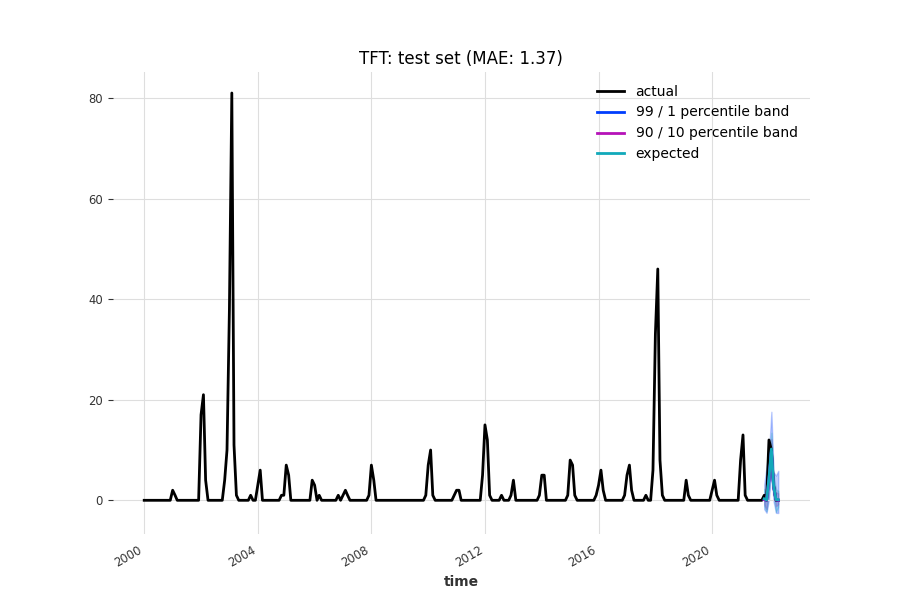 TFT: test set (MAE: 1.37)
actual
99 / 1 percentile band
90 / 10 percentile band
expected
80
60
40
20
0
2000
2004
2008
2012
2016
2020
time